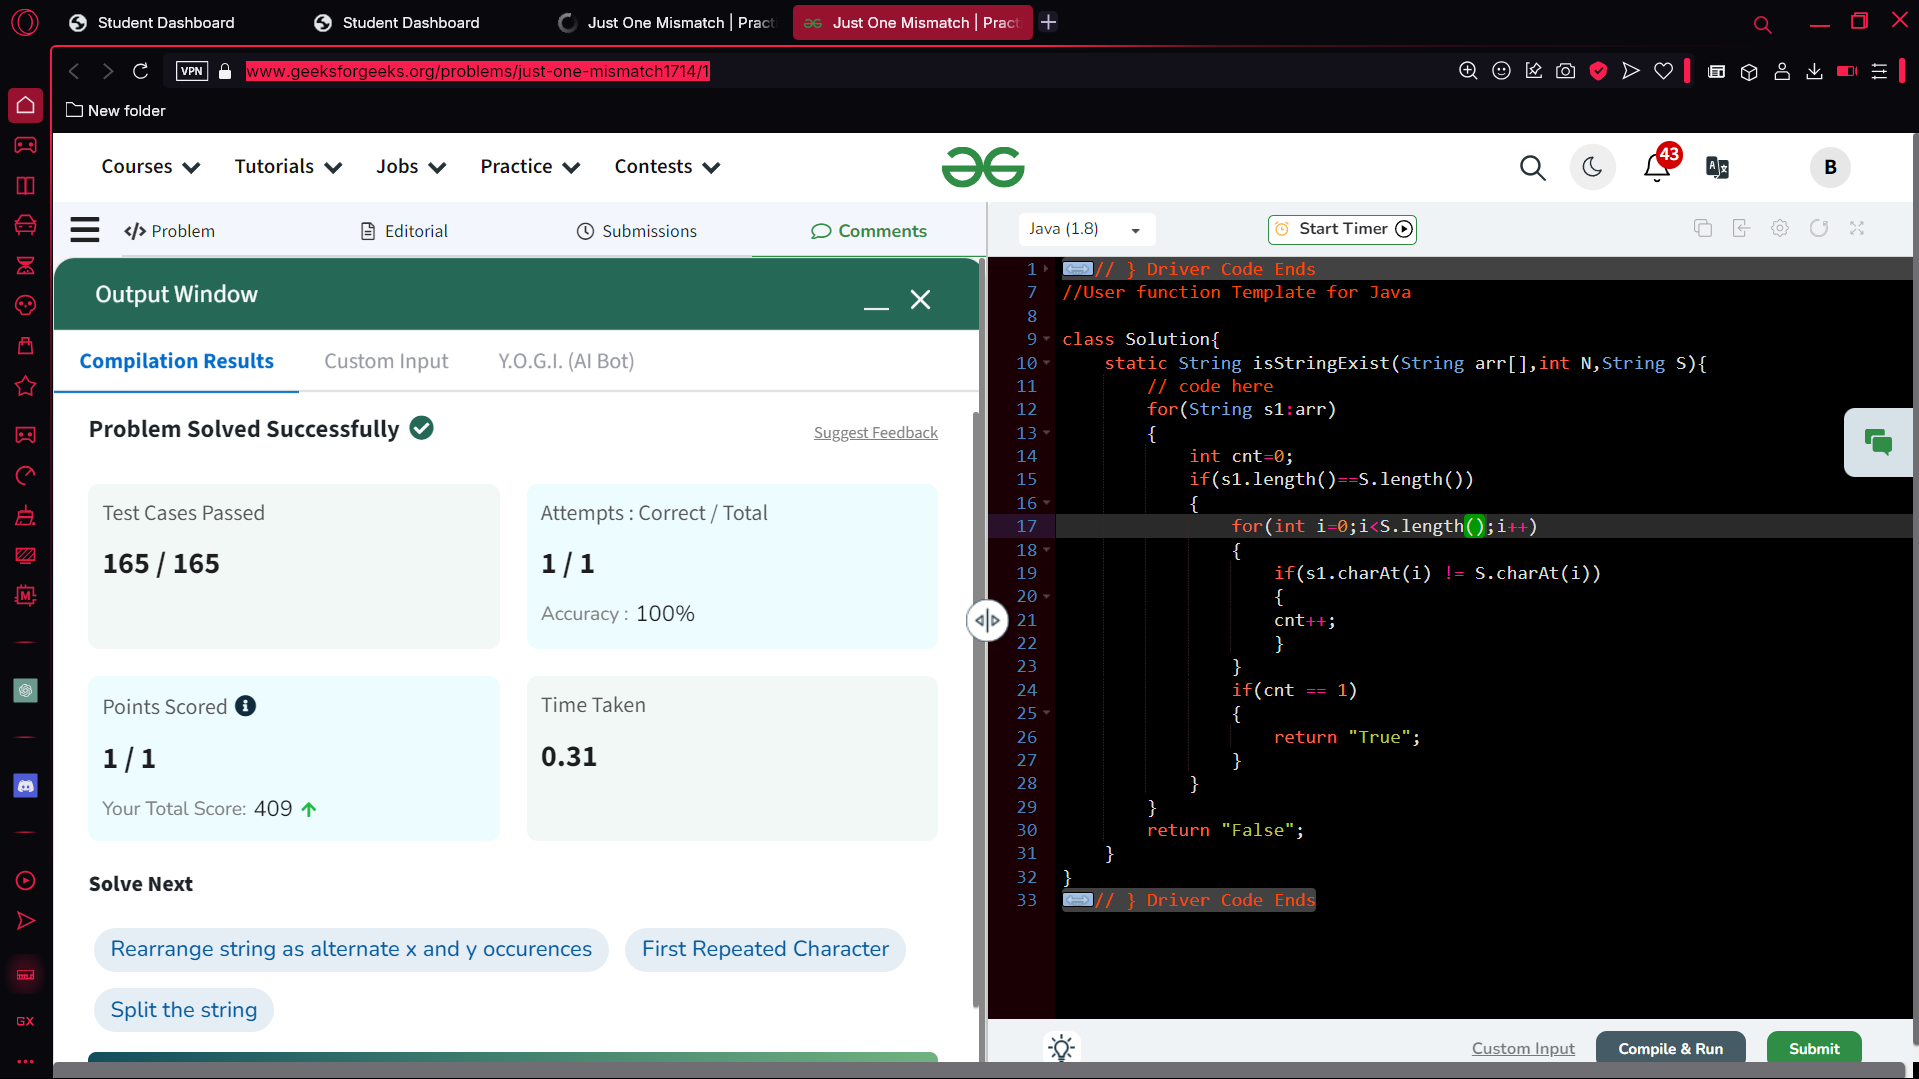 Student Dashboard
Student Dashboard
Just One Mismatch | Pract
Just One Mismatch | Pract
VPN
www.geeksforgeeks.org/problems/just-one-mismatch1714/1
New folder
Courses
Tutorials
Jobs
Practice
Contests
43
B
</> Problem
Editorial
Submissions
Comments
Java (1.8)
Start Timer
Output Window
Compilation Results
Custom Input
Y.O.G.I. (AI Bot)
Problem Solved Successfully
Suggest Feedback
Test Cases Passed
165 / 165
Attempts : Correct / Total
1 / 1
Accuracy : 100%
Points Scored
1 / 1
Your Total Score: 409
Time Taken
0.31
Solve Next
Rearrange string as alternate x and y occurences
First Repeated Character
Split the string
1 // } Driver Code Ends
7 //User function Template for Java
8
9 class Solution{
10 static String isStringExist(String arr[],int N,String S){
11 // code here
12 for(String s1:arr)
13 {
14 int cnt=0;
15 if(s1.length()==S.length())
16 {
17 for(int i=0;i<S.length();i++)
18 {
19 if(s1.charAt(i) != S.charAt(i))
20 {
21 cnt++;
22 }
23 }
24 if(cnt == 1)
25 {
26 return "True";
27 }
28 }
29 }
30 return "False";
31 }
32 }
33 // } Driver Code Ends
Custom Input
Compile & Run
Submit
GX
M